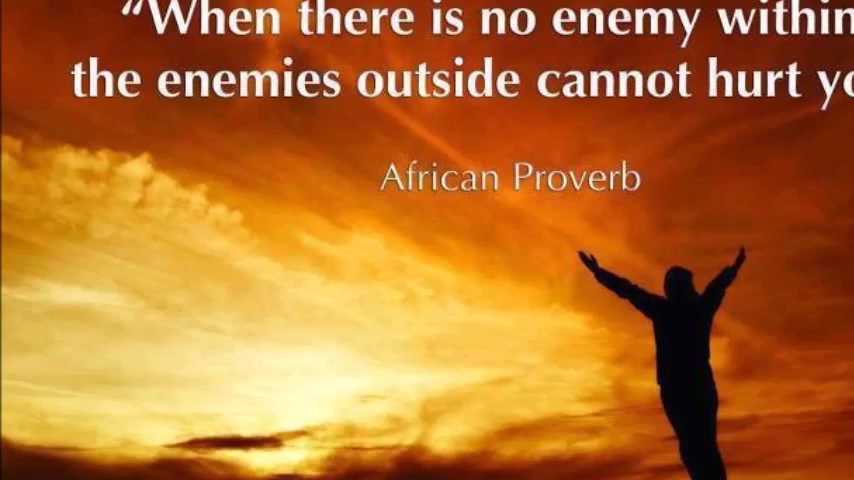 “When there is no enemy within
the enemies outside cannot hurt yo
African Proverb